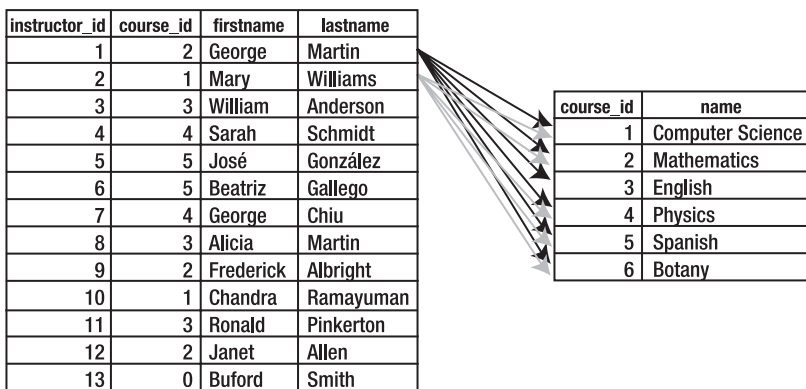 instructor_id course_id firstname lastname
1 2 George Martin
2 1 Mary Williams
3 3 William Anderson
4 4 Sarah Schmidt
5 5 José González
6 5 Beatriz Gallego
7 4 George Chiu
8 3 Alicia Martin
9 2 Frederick Albright
10 1 Chandra Ramayuman
11 3 Ronald Pinkerton
12 2 Janet Allen
13 0 Buford Smith
course_id name
1 Computer Science
2 Mathematics
3 English
4 Physics
5 Spanish
6 Botany